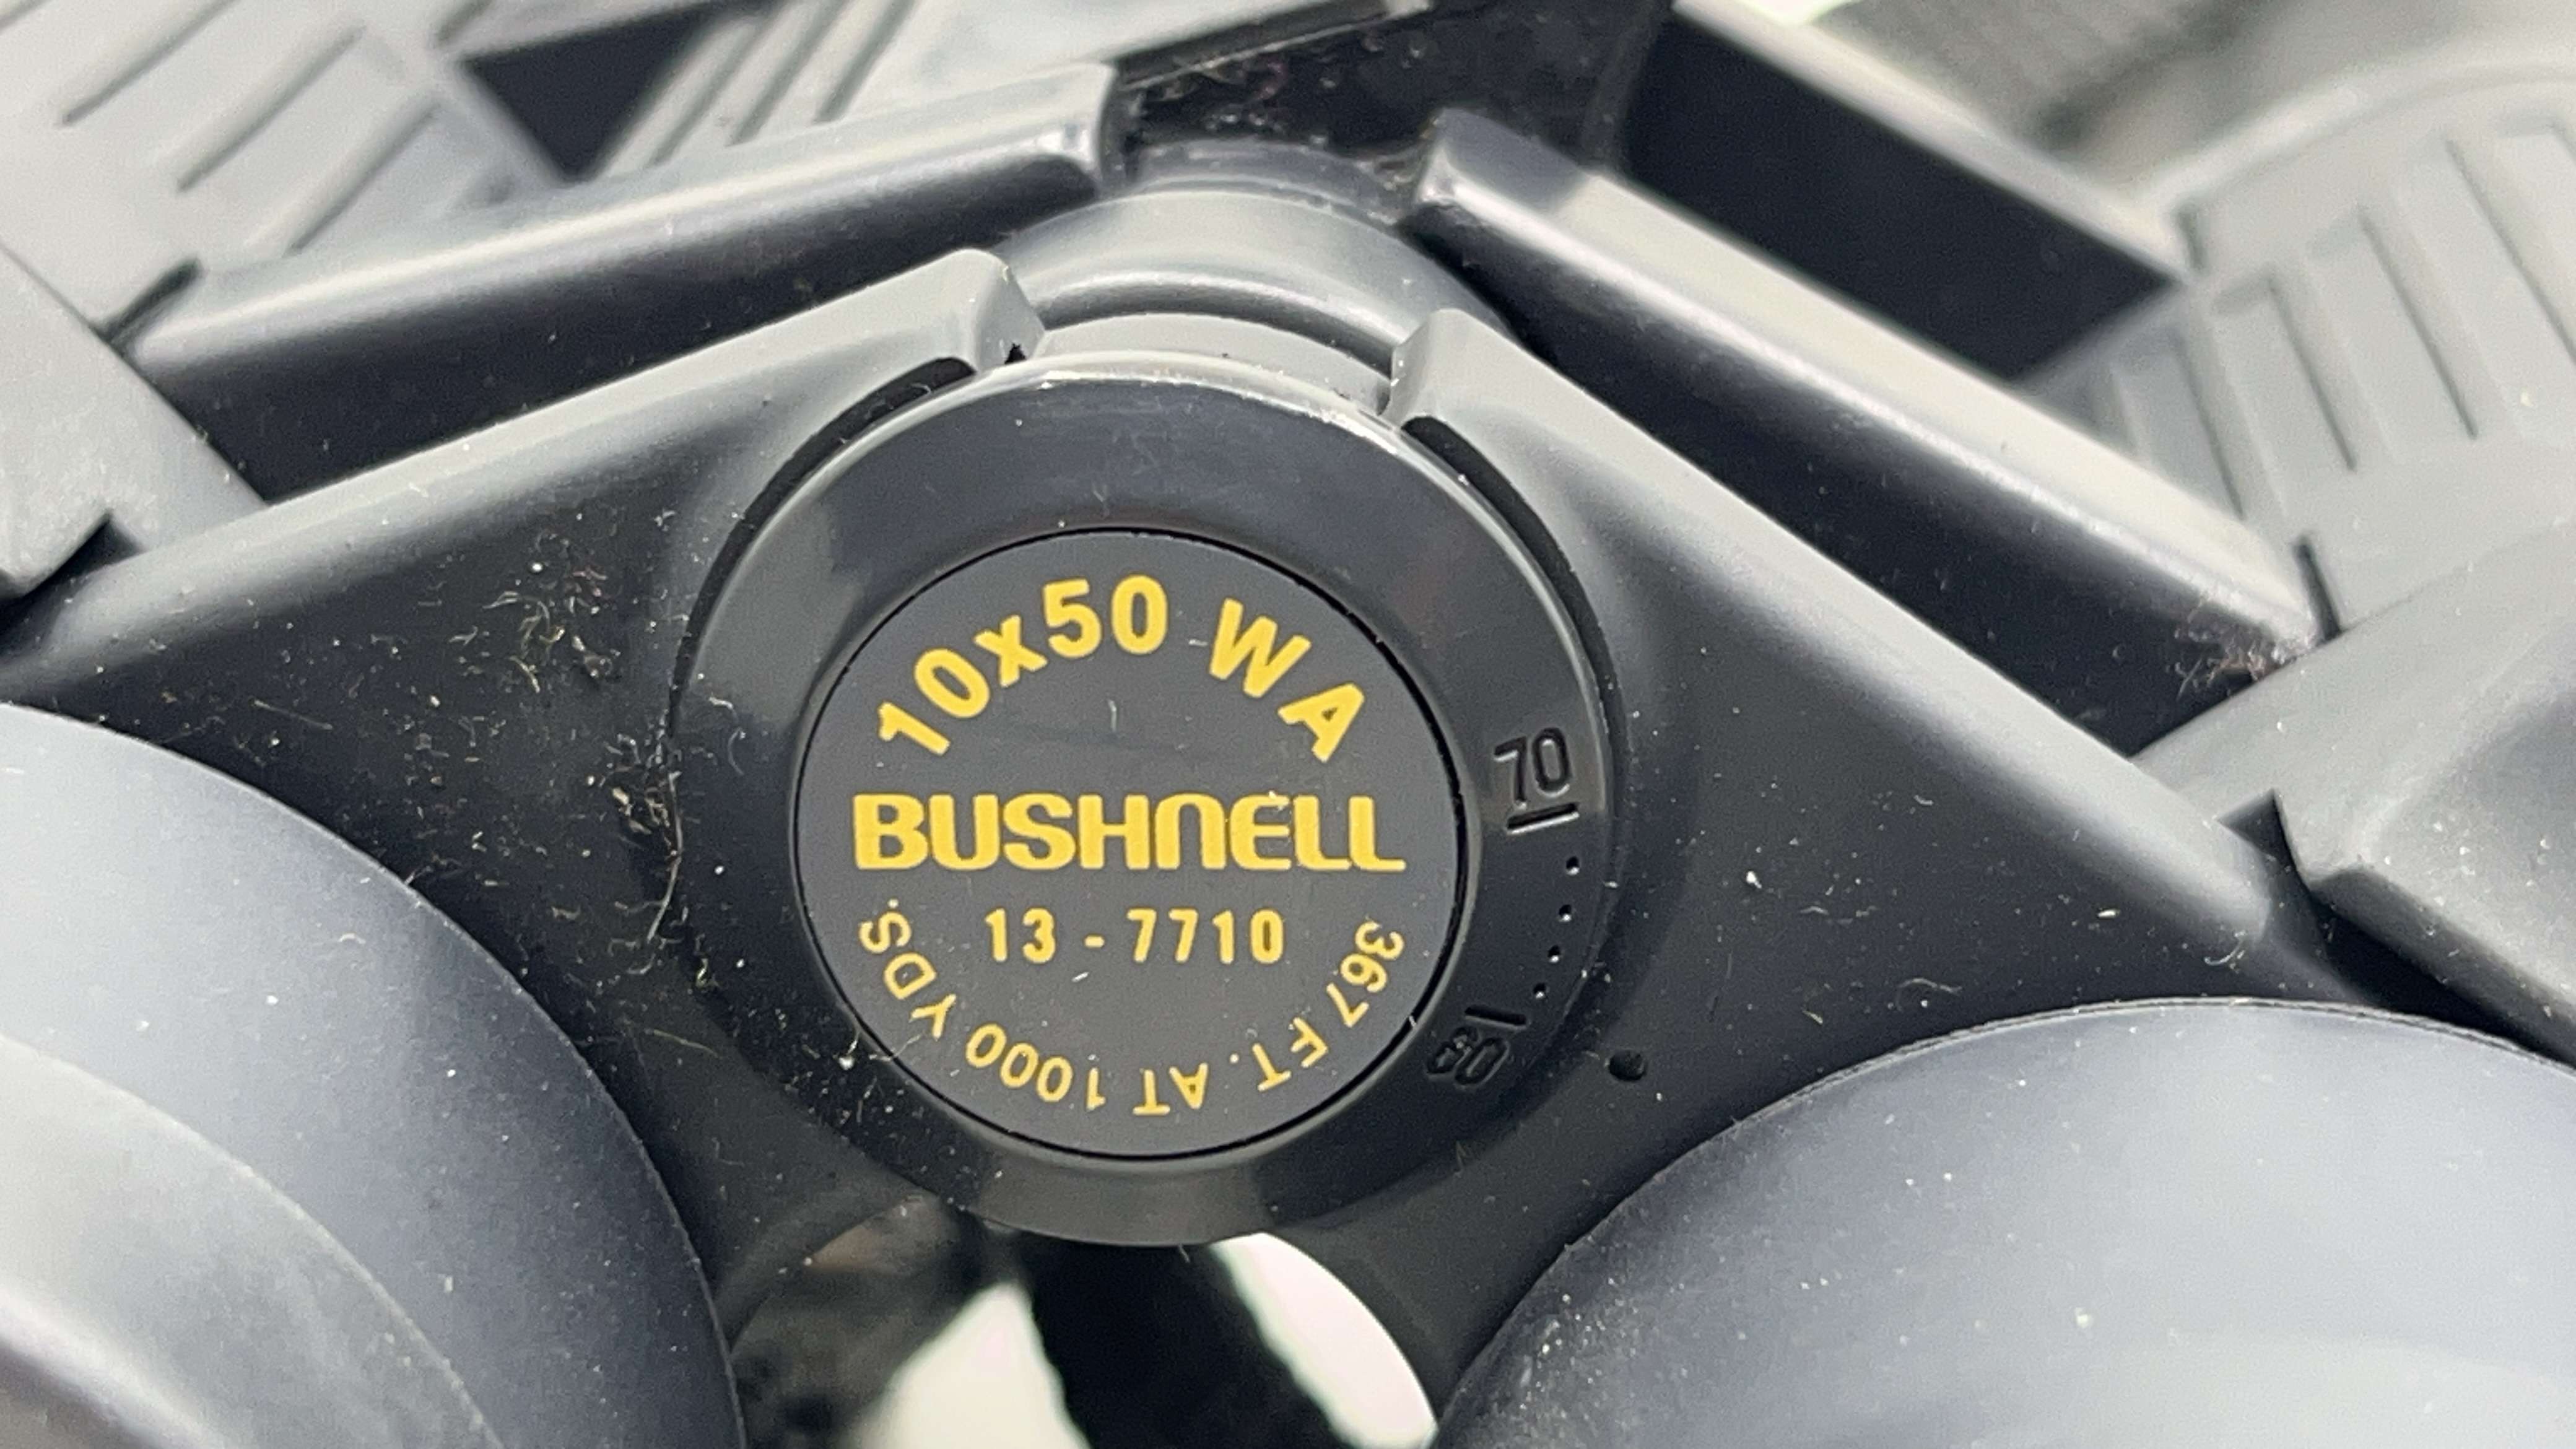 10x50 WA
BUSHNELL
13-7710
367 FT. AT 1000 YDS.
70
60